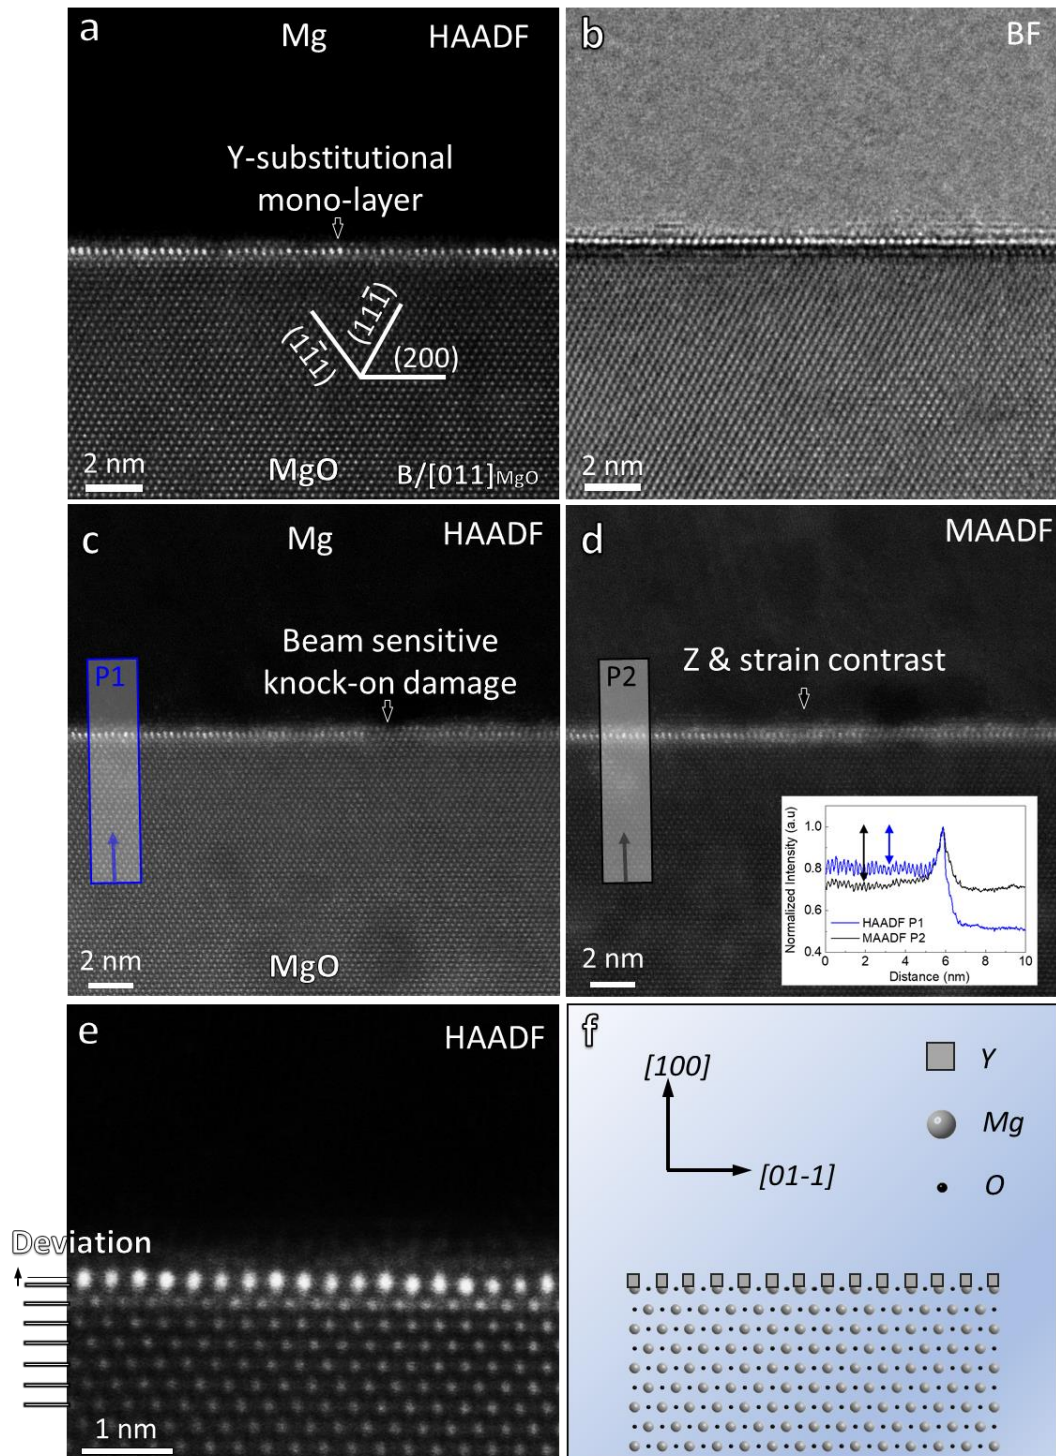 a
Mg
HAADF
Y-substitutional
mono-layer
(11̄1)
(111̄)
(200)
2 nm
MgO
B/[011]MgO
b
BF
2 nm
c
Mg
HAADF
P1
Beam sensitive
knock-on damage
2 nm
MgO
d
MAADF
P2
Z & strain contrast
2 nm
Normalized Intensity (a.u)
1.0
0.8
0.6
0.4
HAADF P1
MAADF P2
0 2 4 6 8 10
Distance (nm)
e
HAADF
Deviation
1 nm
f
[100]
[01-1]
Y
Mg
O